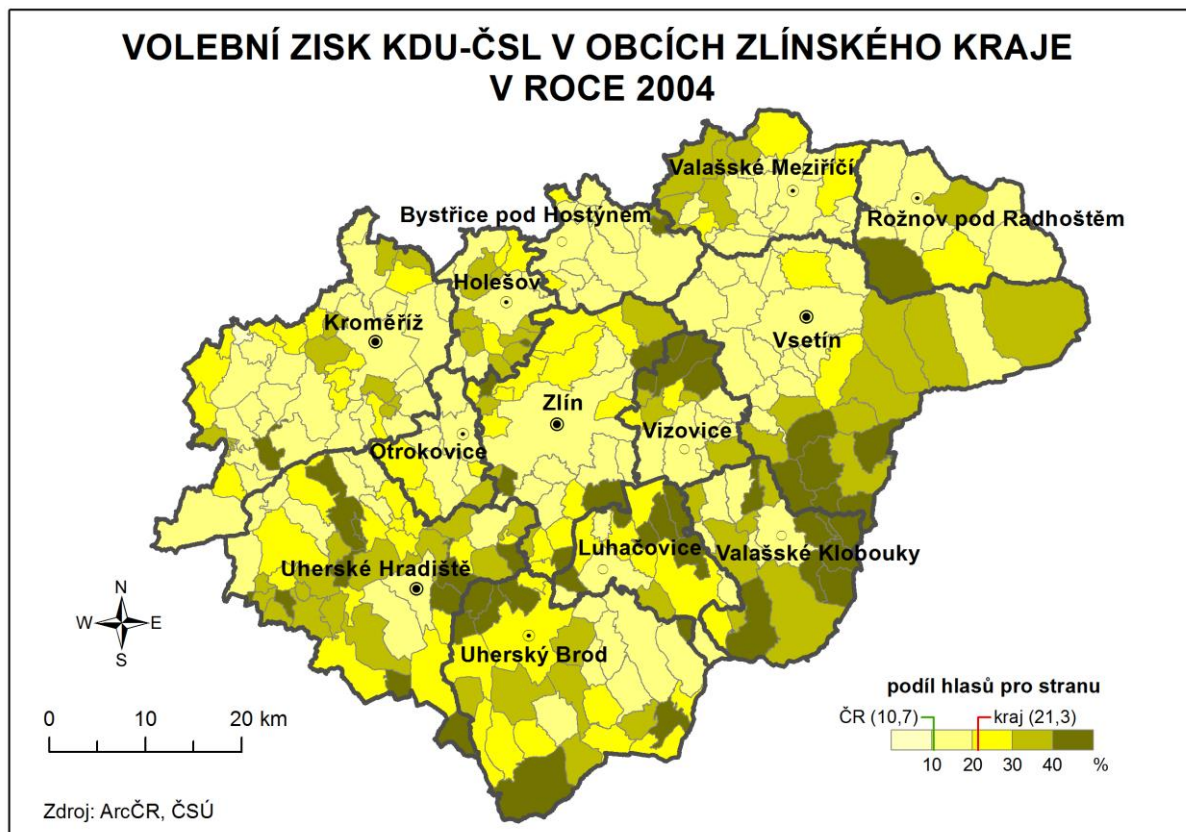 VOLEBNÍ ZISK KDU-ČSL V OBCÍCH ZLÍNSKÉHO KRAJE
V ROCE 2004
Valašské Meziříčí
Bystřice pod Hostýnem
Rožnov pod Radhoštěm
Holešov
Kroměříž
Vsetín
Zlín
Vizovice
Otrokovice
Luhačovice
Valašské Klobouky
Uherské Hradiště
Uherský Brod
N
W
E
S
0 10 20 km
podíl hlasů pro stranu
ČR (10,7) kraj (21,3)
10 20 30 40 %
Zdroj: ArcČR, ČSÚ